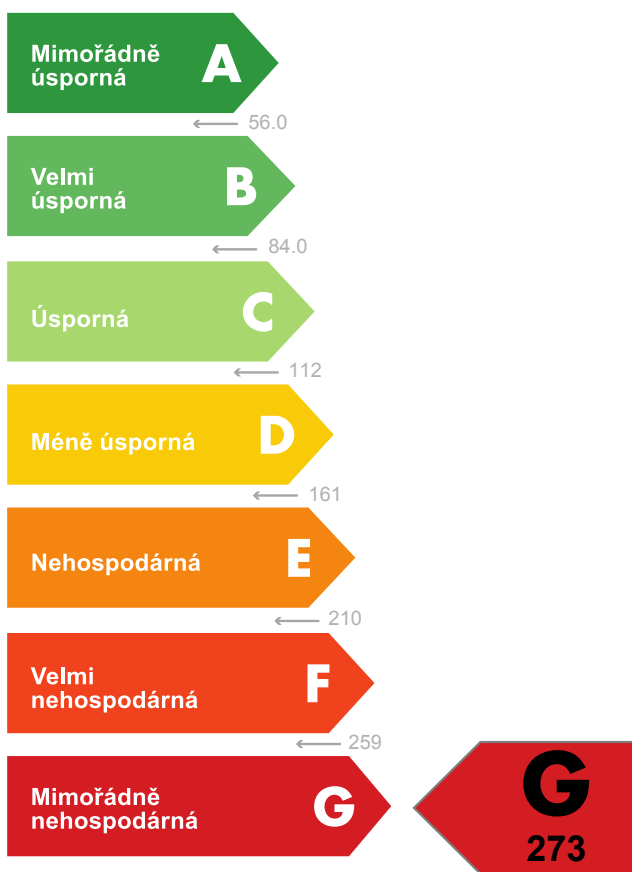 Mimořádně
úsporná
A
56.0
Velmi
úsporná
B
84.0
Úsporná
C
112
Méně úsporná
D
161
Nehospodárná
E
210
Velmi
nehospodárná
F
259
Mimořádně
nehospodárná
G
G
273